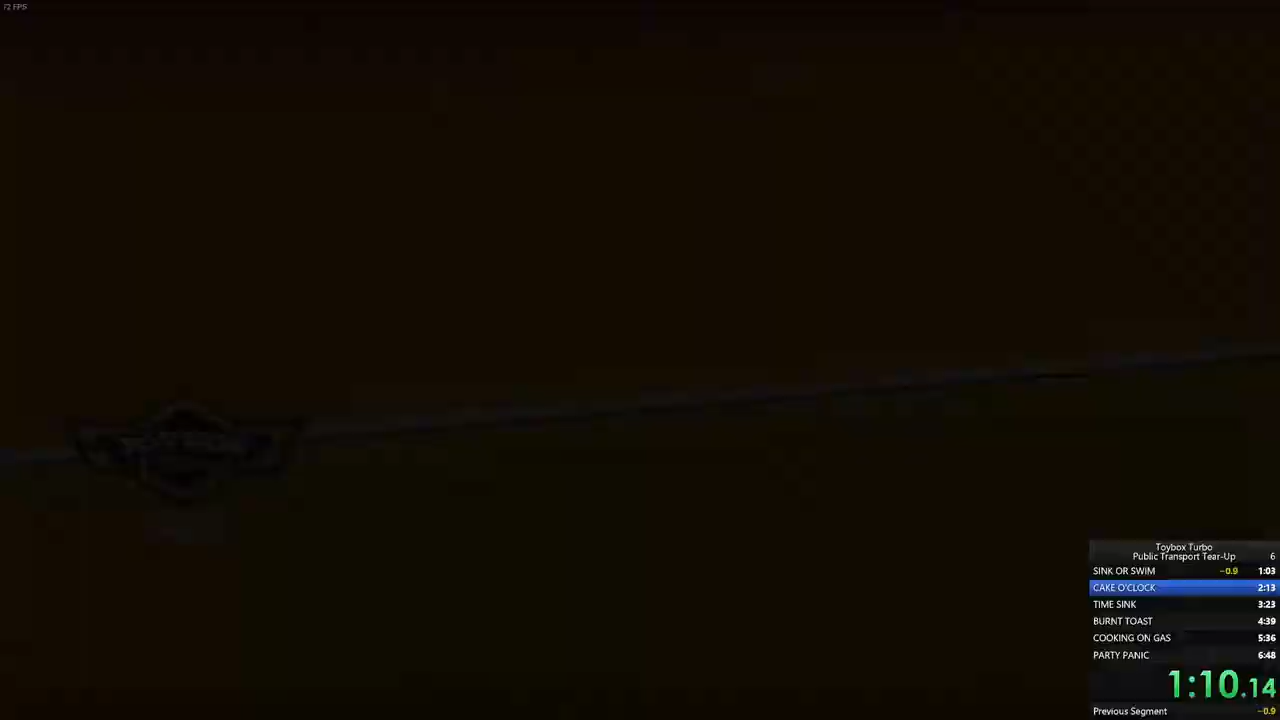 72 FPS
Toybox Turbo
Public Transport Tear-Up 6
SINK OR SWIM −0.9 1:03
CAKE O'CLOCK 2:13
TIME SINK 3:23
BURNT TOAST 4:39
COOKING ON GAS 5:36
PARTY PANIC 6:48
1:10.14
Previous Segment −0.9